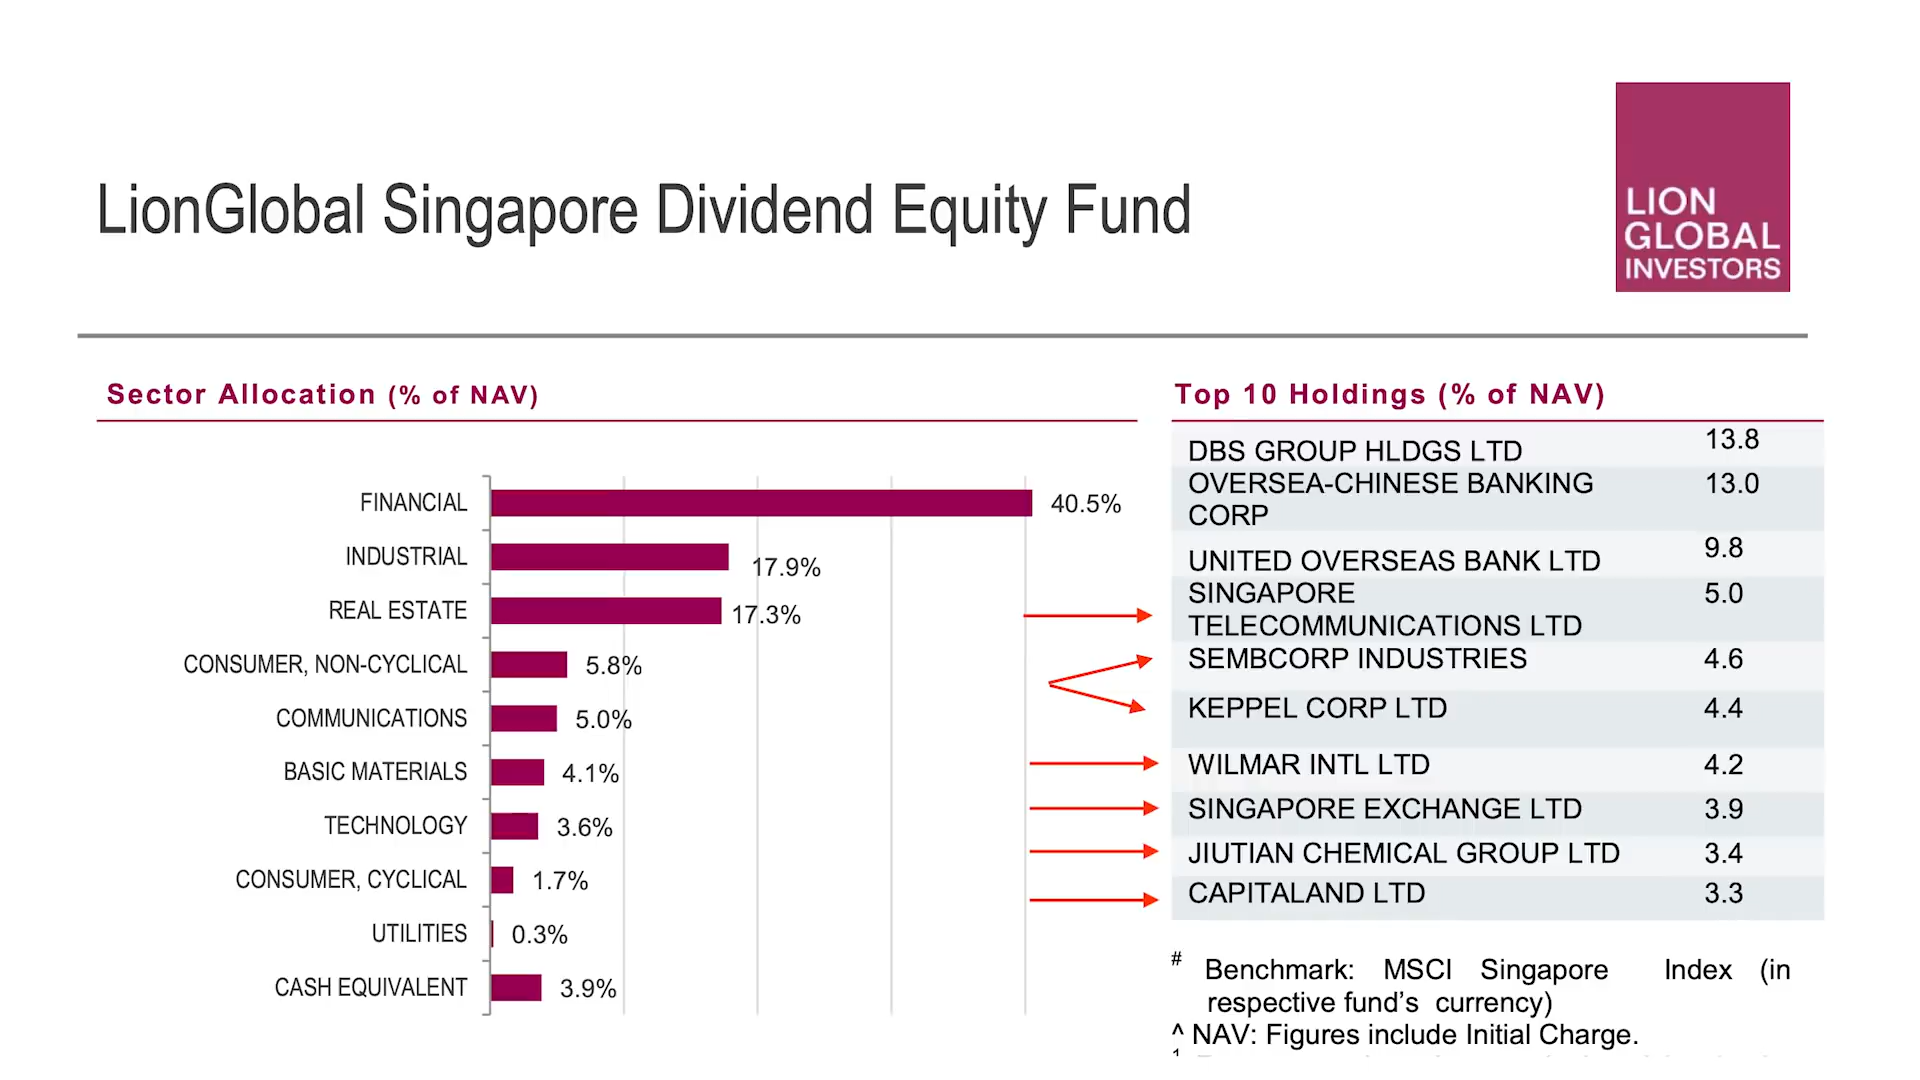 LionGlobal Singapore Dividend Equity Fund
LION
GLOBAL
INVESTORS
Sector Allocation (% of NAV)
FINANCIAL 40.5%
INDUSTRIAL 17.9%
REAL ESTATE 17.3%
CONSUMER, NON-CYCLICAL 5.8%
COMMUNICATIONS 5.0%
BASIC MATERIALS 4.1%
TECHNOLOGY 3.6%
CONSUMER, CYCLICAL 1.7%
UTILITIES 0.3%
CASH EQUIVALENT 3.9%
Top 10 Holdings (% of NAV)
DBS GROUP HLDGS LTD 13.8
OVERSEA-CHINESE BANKING 13.0
CORP
UNITED OVERSEAS BANK LTD 9.8
SINGAPORE 5.0
TELECOMMUNICATIONS LTD
SEMBCORP INDUSTRIES 4.6
KEPPEL CORP LTD 4.4
WILMAR INTL LTD 4.2
SINGAPORE EXCHANGE LTD 3.9
JIUTIAN CHEMICAL GROUP LTD 3.4
CAPITALAND LTD 3.3
# Benchmark: MSCI Singapore Index (in
respective fund's currency)
^ NAV: Figures include Initial Charge.